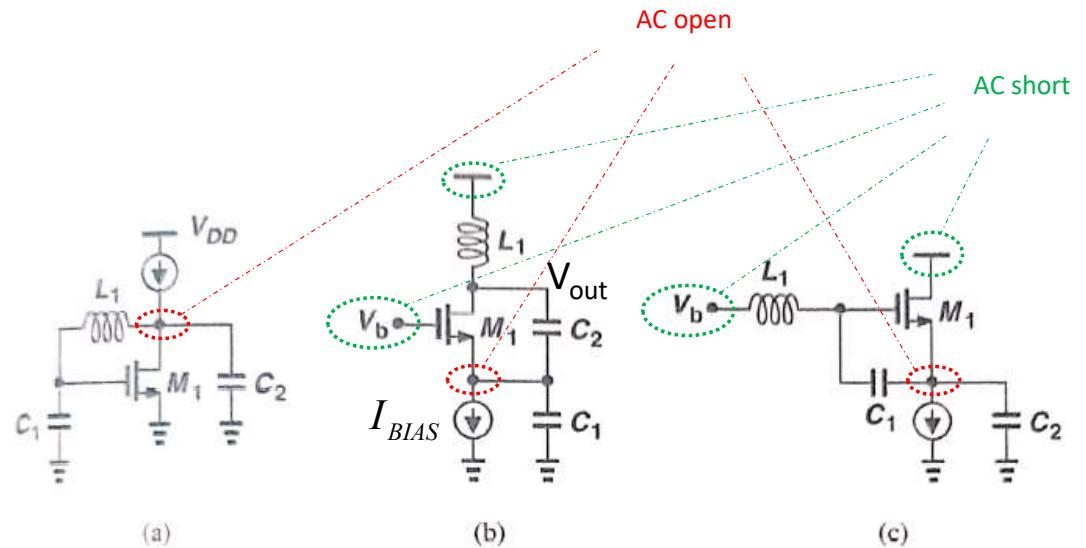 AC open
AC short
V_DD
L_1
M_1
C_1
C_2
(a)
L_1
V_out
V_b
M_1
C_2
I_BIAS
C_1
(b)
L_1
V_b
M_1
C_1
C_2
(c)